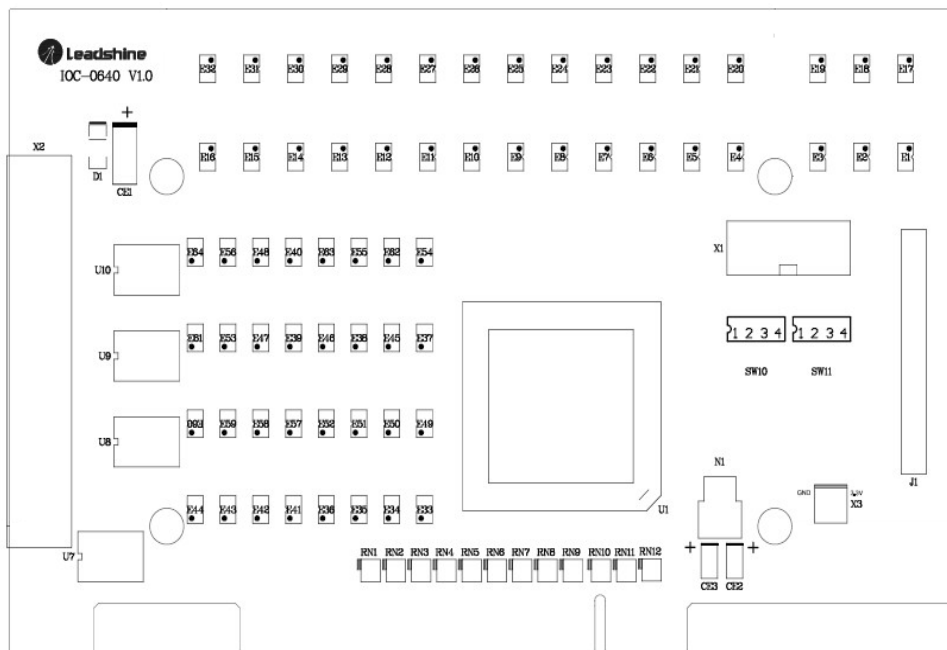 Leadshine
IOC-0640 V1.0
E32 E31 E30 E29 E28 E27 E26 E25 E24 E23 E22 E21 E20 E19 E18 E17
X2
+
D1
CE1
E16 E15 E14 E13 E12 E11 E10 E9 E8 E7 E6 E5 E4 E3 E2 E1
U10
E64 E56 E48 E40 E63 E55 E62 E54
X1
U9
E61 E53 E47 E39 E46 E38 E45 E37
1 2 3 4 1 2 3 4
SW10 SW11
U8
E60 E59 E58 E57 E52 E51 E50 E49
N1
J1
GND 3.3V
X3
E44 E43 E42 E41 E36 E35 E34 E33
U1
U7
RN1 RN2 RN3 RN4 RN5 RN6 RN7 RN8 RN9 RN10 RN11 RN12
+ +
CE3 CE2